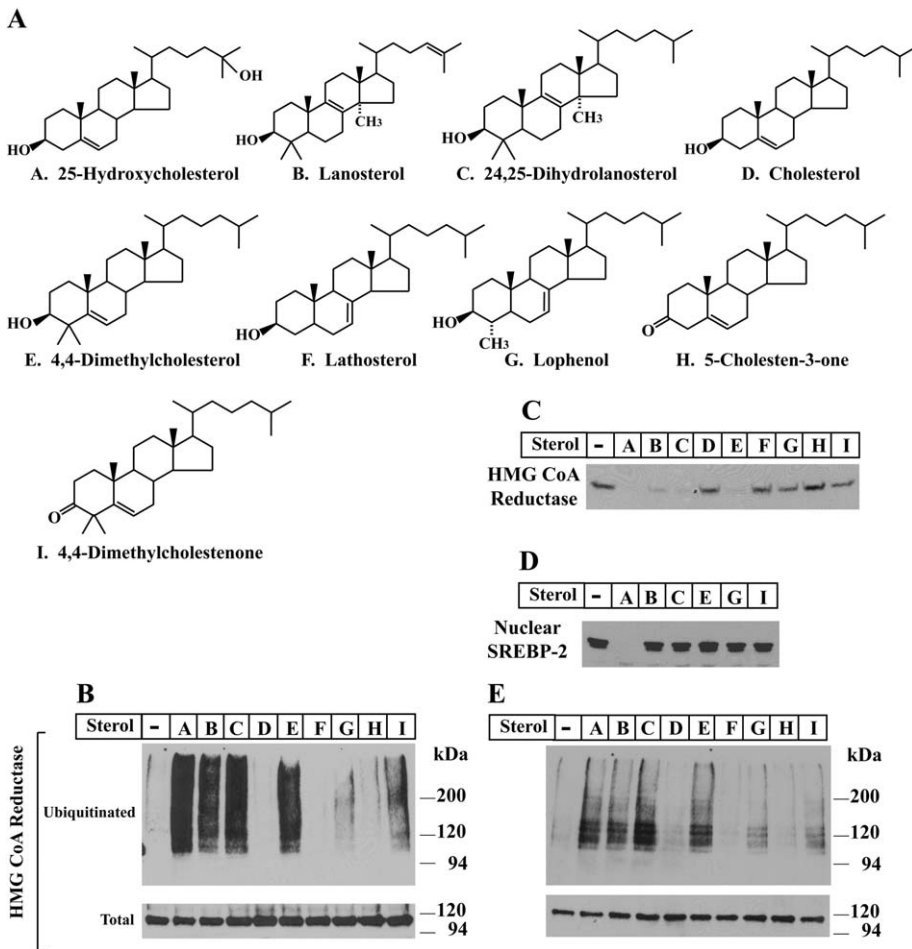 A
OH
HO
A. 25-Hydroxycholesterol
HO
CH3
B. Lanosterol
HO
CH3
C. 24,25-Dihydrolanosterol
HO
D. Cholesterol
HO
E. 4,4-Dimethylcholesterol
HO
F. Lathosterol
HO
CH3
G. Lophenol
O
H. 5-Cholesten-3-one
O
I. 4,4-Dimethylcholestenone
C
Sterol - A B C D E F G H I
HMG CoA
Reductase
D
Sterol - A B C E G I
Nuclear
SREBP-2
B
Sterol - A B C D E F G H I
kDa
HMG CoA Reductase
Ubiquitinated
200
120
94
Total
120
94
E
Sterol - A B C D E F G H I
kDa
200
120
94
120
94